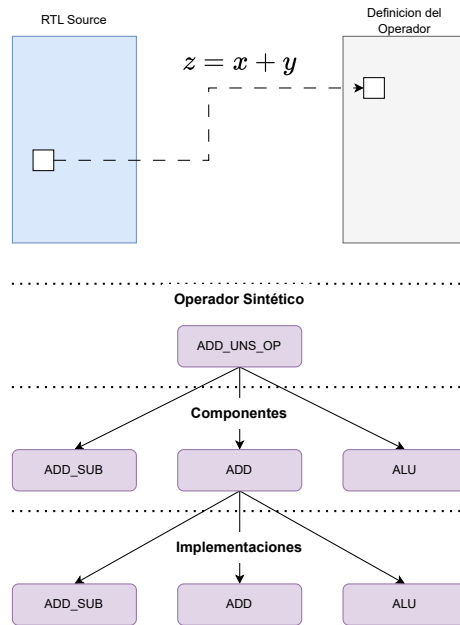 RTL Source
Definicion del
Operador
z = x + y
Operador Sintético
ADD_UNS_OP
Componentes
ADD_SUB
ADD
ALU
Implementaciones
ADD_SUB
ADD
ALU